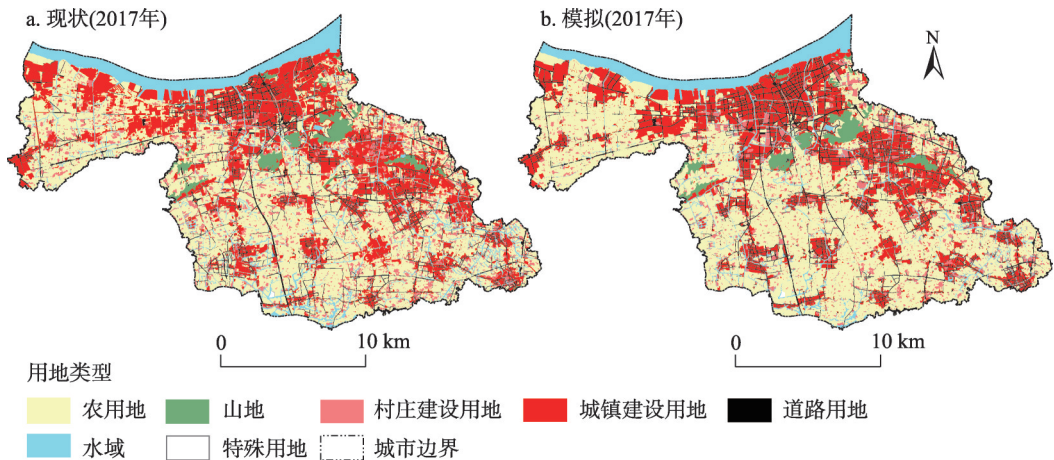 a. 现状(2017年)
b. 模拟(2017年)
N
0 10 km
0 10 km
用地类型
农用地 山地 村庄建设用地 城镇建设用地 道路用地
水域 特殊用地 城市边界